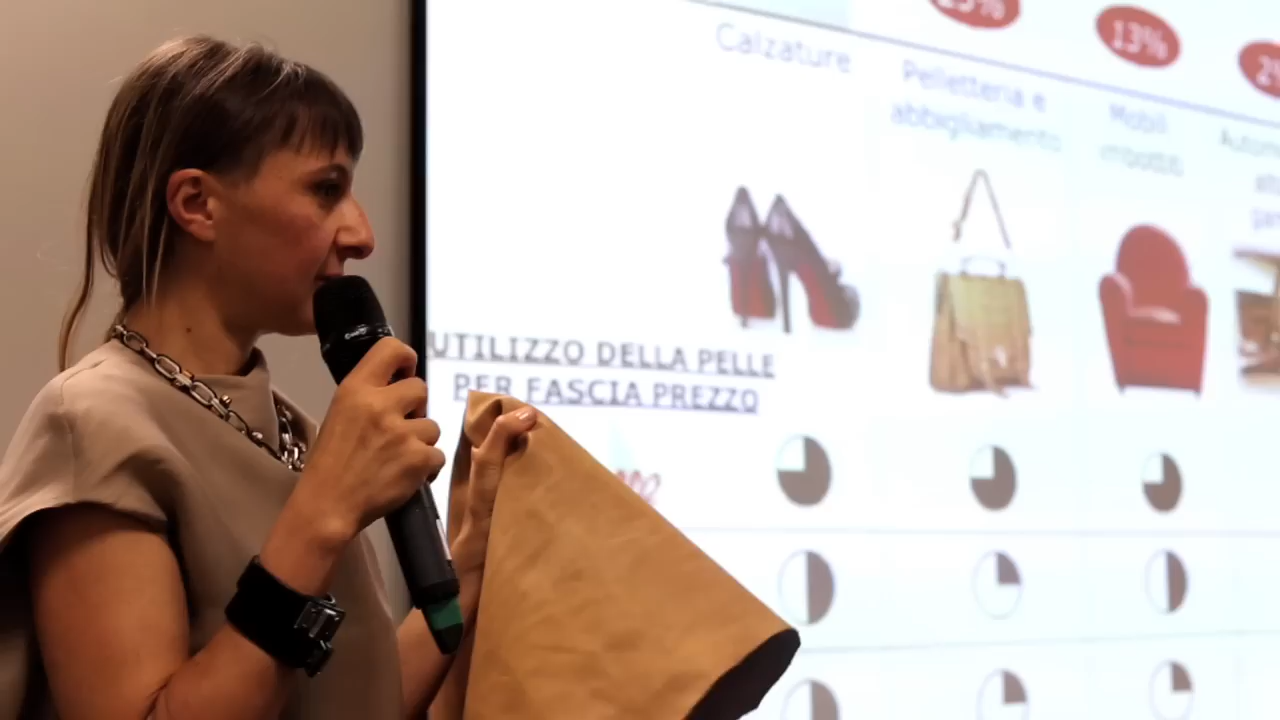 13%
Calzature
Pelletteria e
abbigliamento
Mobili
imbottiti
UTILIZZO DELLA PELLE
PER FASCIA PREZZO